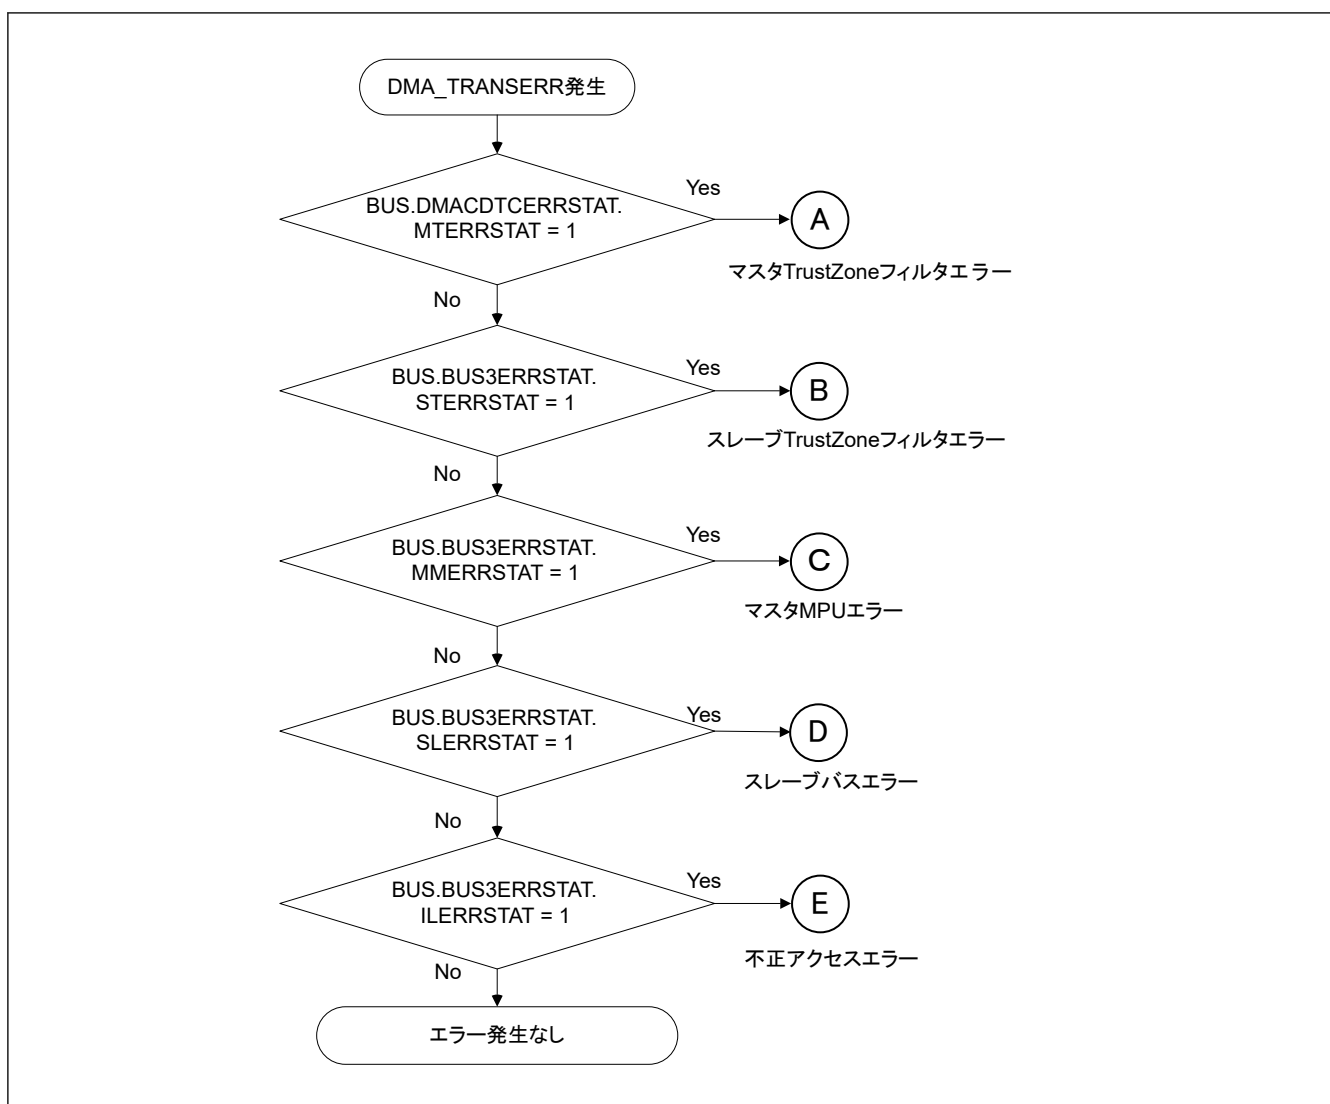 DMA_TRANSERR発生
BUS.DMACDTCERRSTAT.
MTERRSTAT = 1
Yes
A
マスタTrustZoneフィルタエラー
No
BUS.BUS3ERRSTAT.
STERRSTAT = 1
Yes
B
スレーブTrustZoneフィルタエラー
No
BUS.BUS3ERRSTAT.
MMERRSTAT = 1
Yes
C
マスタMPUエラー
No
BUS.BUS3ERRSTAT.
SLERRSTAT = 1
Yes
D
スレーブバスエラー
No
BUS.BUS3ERRSTAT.
ILERRSTAT = 1
Yes
E
不正アクセスエラー
No
エラー発生なし